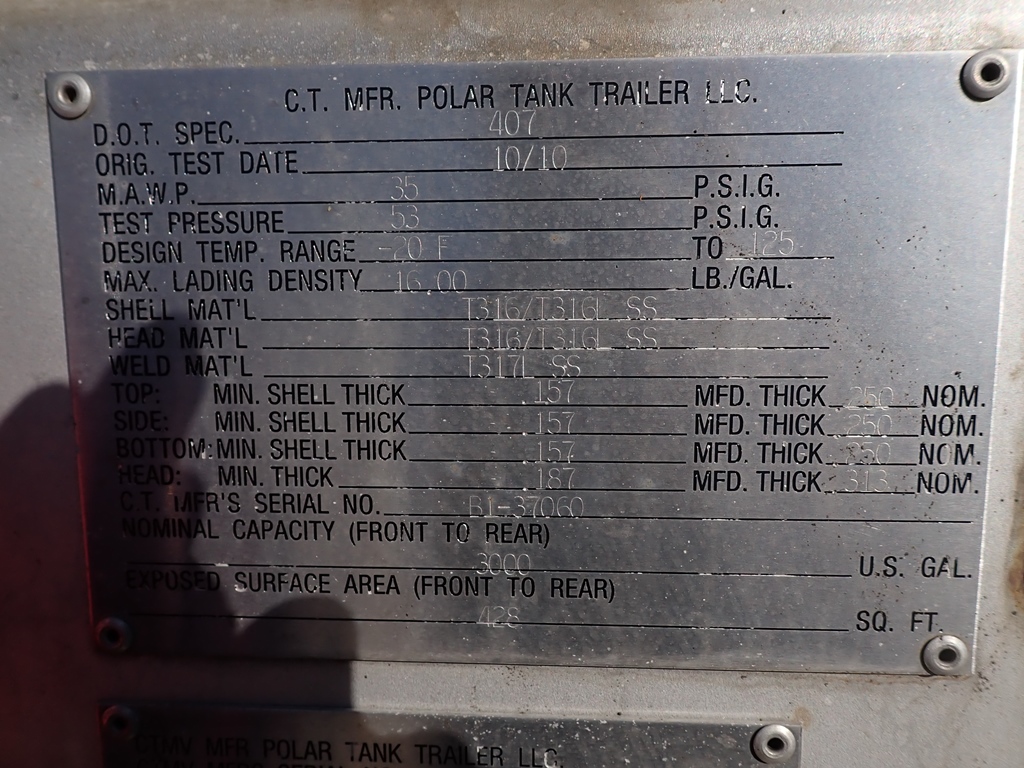 C.T. MFR. POLAR TANK TRAILER LLC.
D.O.T. SPEC. 407
ORIG. TEST DATE 10/10
M.A.W.P. 35 P.S.I.G.
TEST PRESSURE 53 P.S.I.G.
DESIGN TEMP. RANGE -20 F TO 125
MAX. LADING DENSITY 16.00 LB./GAL.
SHELL MAT'L T316/T316L SS
HEAD MAT'L T316/T316L SS
WELD MAT'L T317L SS
TOP: MIN. SHELL THICK .157 MFD. THICK .250 NOM.
SIDE: MIN. SHELL THICK .157 MFD. THICK .250 NOM.
BOTTOM: MIN. SHELL THICK .157 MFD. THICK .250 NOM.
HEAD: MIN. THICK .187 MFD. THICK .313 NOM.
C.T. MFR'S SERIAL NO. B1-37060
NOMINAL CAPACITY (FRONT TO REAR)
3000 U.S. GAL.
EXPOSED SURFACE AREA (FRONT TO REAR)
428 SQ. FT.
CTMV MFR POLAR TANK TRAILER LLC.